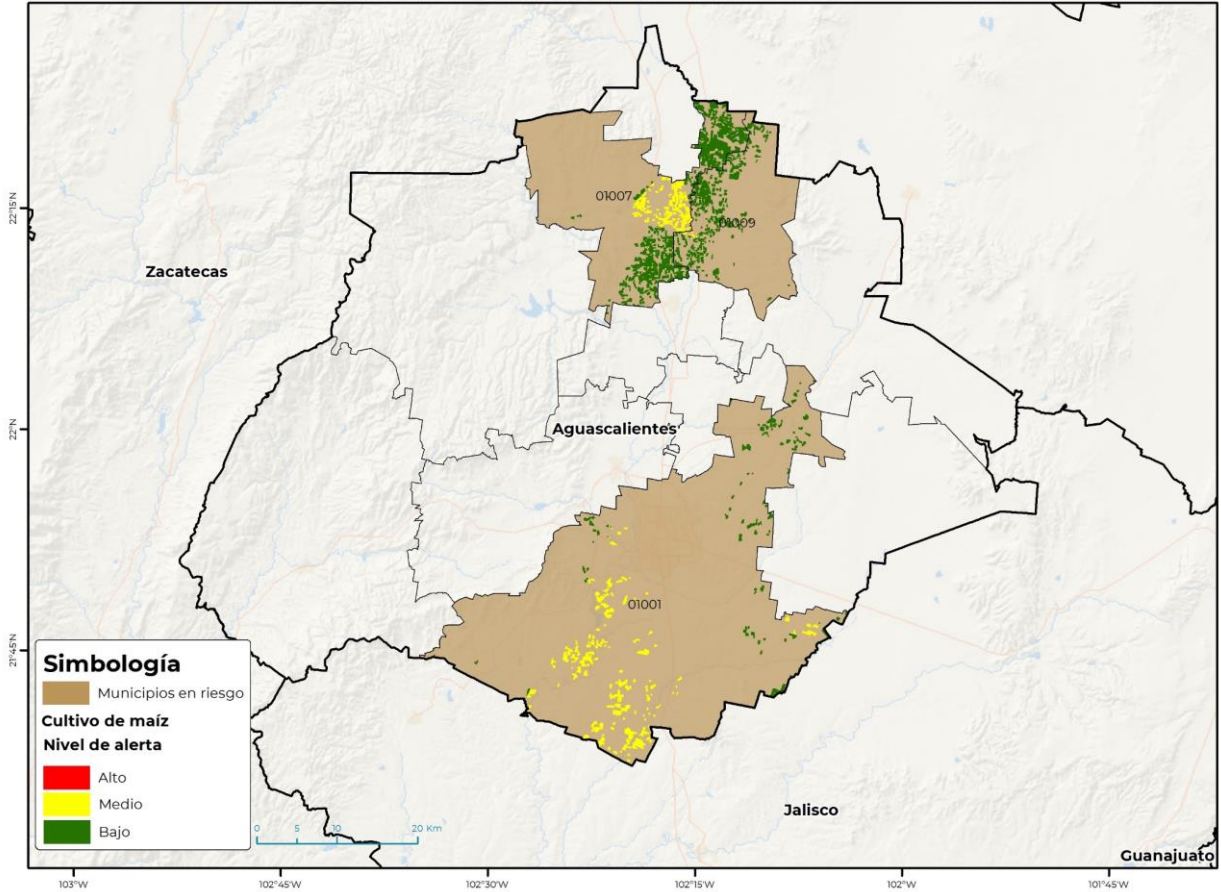 01007
01009
22°15'N
Zacatecas
22°N
Aguascalientes
01001
21°45'N
Simbología
Municipios en riesgo
Cultivo de maíz
Nivel de alerta
Alto
Medio
Bajo
0 5 10 20 Km
Jalisco
Guanajuato
103°W 102°45'W 102°30'W 102°15'W 102°W 101°45'W